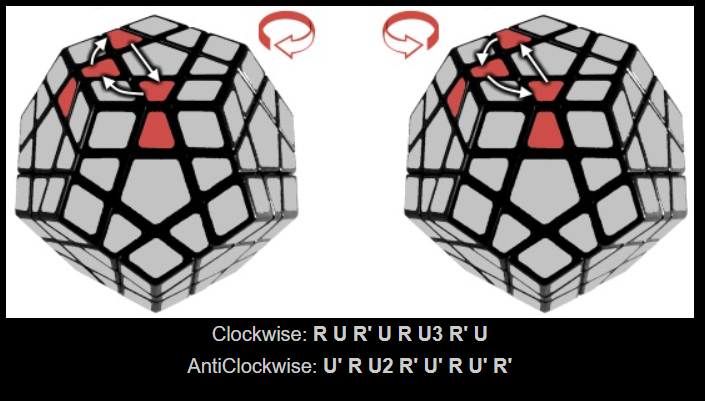 Clockwise: R U R' U R U3 R' U
AntiClockwise: U' R U2 R' U' R U' R'